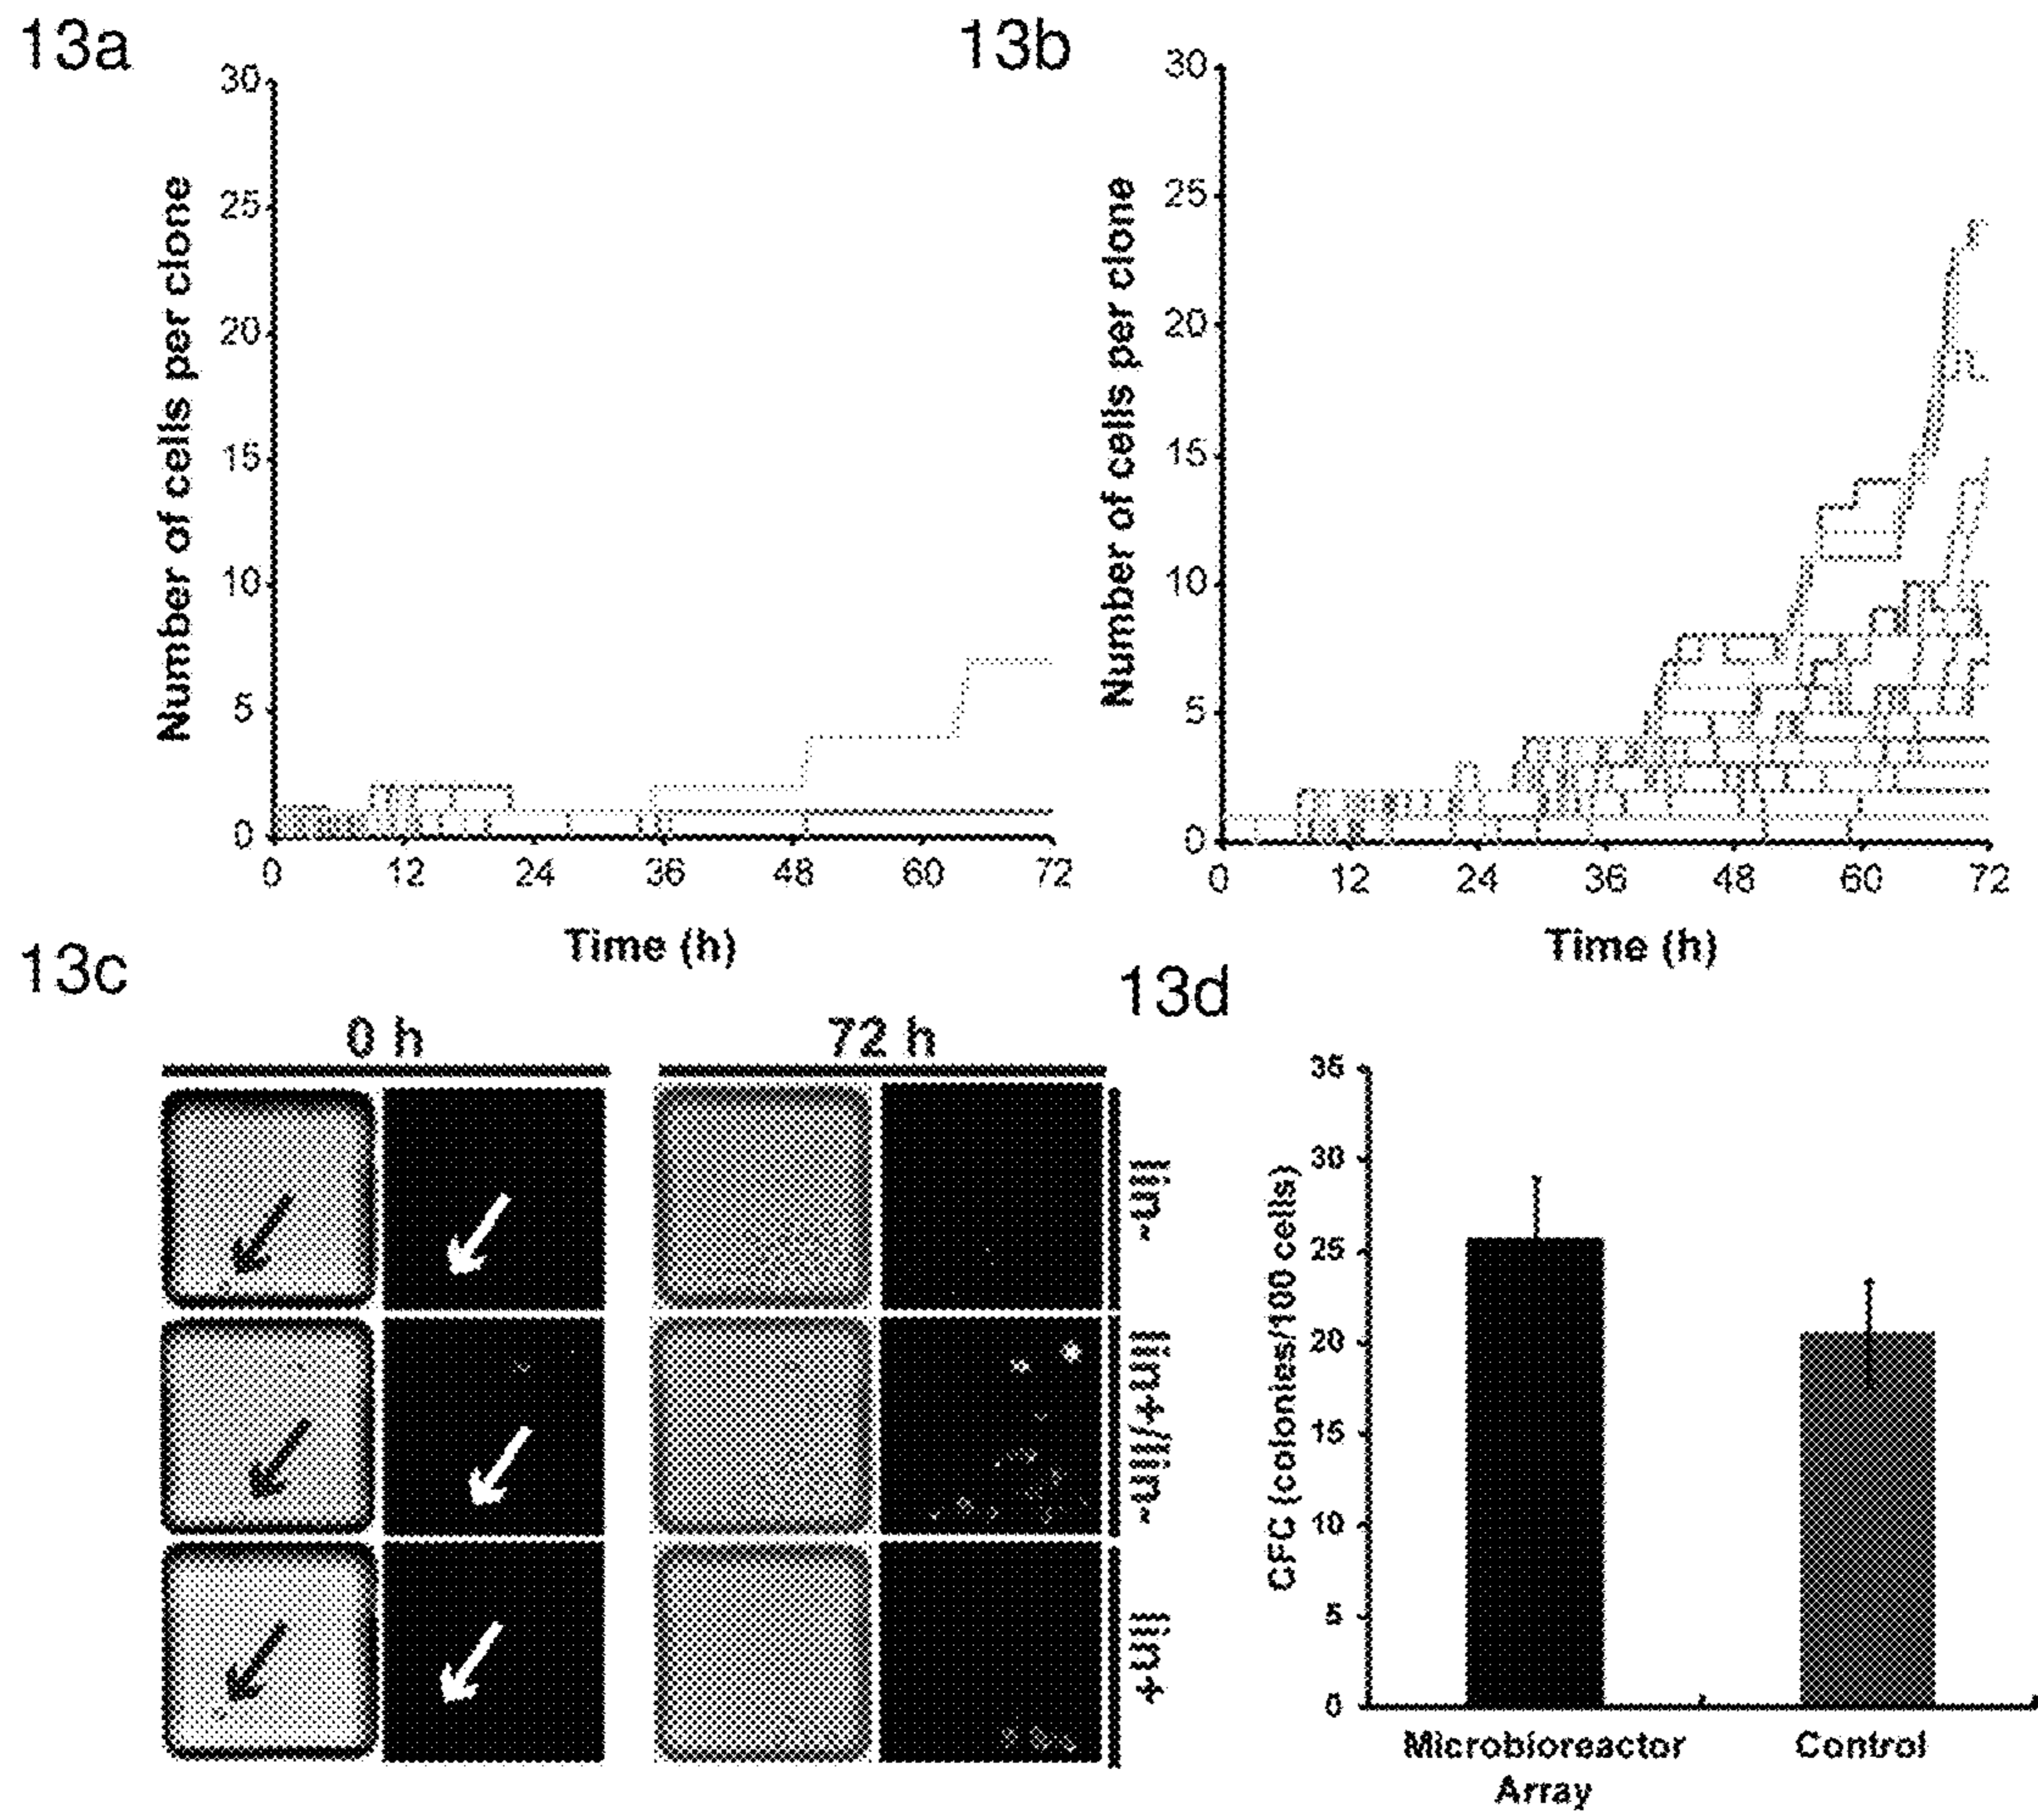 13a
30
25
20
15
10
5
0
0 12 24 36 48 60 72
Number of cells per clone
Time (h)
13b
30
25
20
15
10
5
0
0 12 24 36 48 60 72
Number of cells per clone
Time (h)
13c
0 h 72 h
lin-
lin+/lin-
lin+
13d
35
30
25
20
15
10
5
0
CFC (colonies/100 cells)
Microbioreactor Control
Array